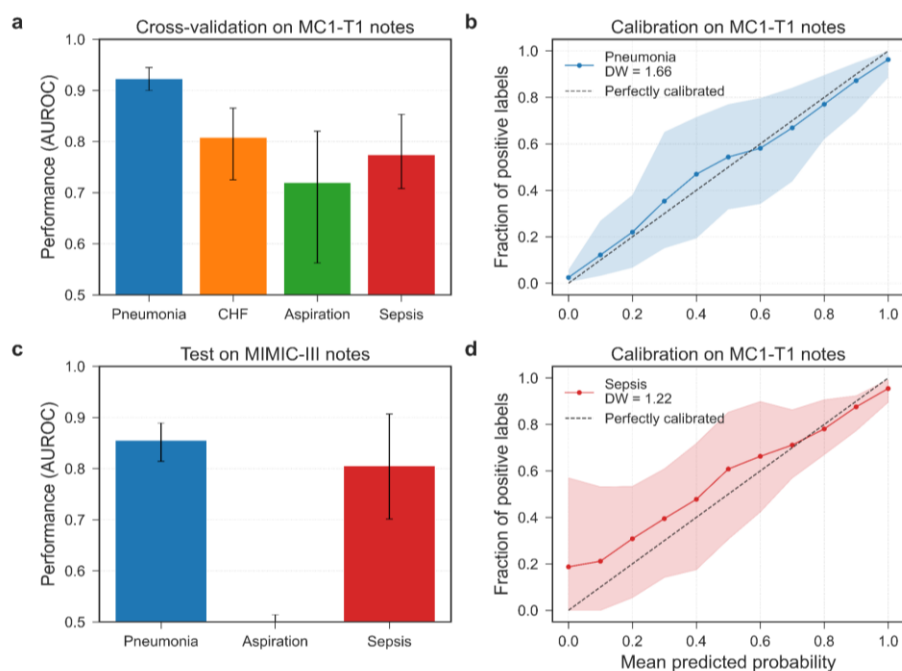 a
Cross-validation on MC1-T1 notes
Performance (AUROC)
1.0
0.9
0.8
0.7
0.6
0.5
Pneumonia CHF Aspiration Sepsis
b
Calibration on MC1-T1 notes
Fraction of positive labels
1.0
0.8
0.6
0.4
0.2
0.0
Pneumonia
DW = 1.66
Perfectly calibrated
0.0 0.2 0.4 0.6 0.8 1.0
c
Test on MIMIC-III notes
Performance (AUROC)
1.0
0.9
0.8
0.7
0.6
0.5
Pneumonia Aspiration Sepsis
d
Calibration on MC1-T1 notes
Fraction of positive labels
1.0
0.8
0.6
0.4
0.2
0.0
Sepsis
DW = 1.22
Perfectly calibrated
0.0 0.2 0.4 0.6 0.8 1.0
Mean predicted probability